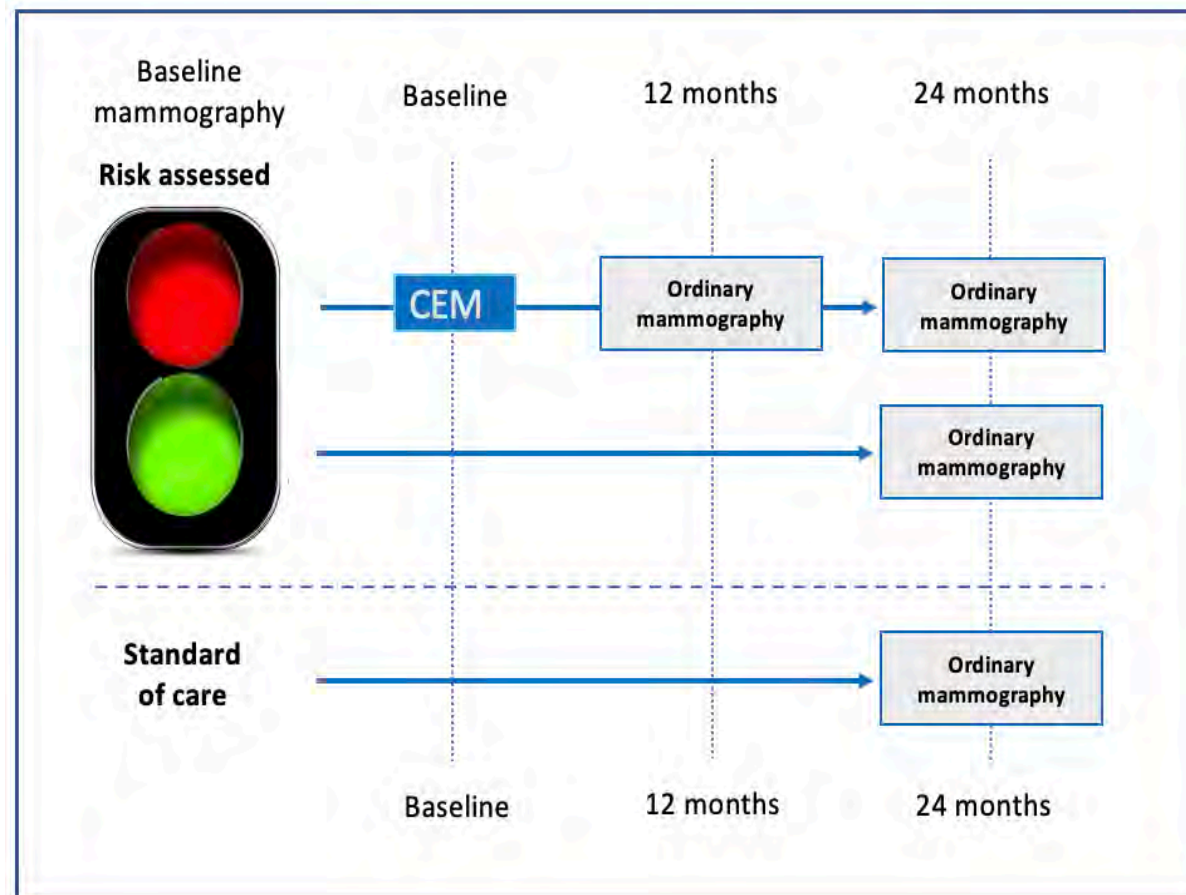 Baseline
mammography
Baseline
12 months
24 months
Risk assessed
CEM
Ordinary
mammography
Ordinary
mammography
Ordinary
mammography
Standard
of care
Ordinary
mammography
Baseline
12 months
24 months